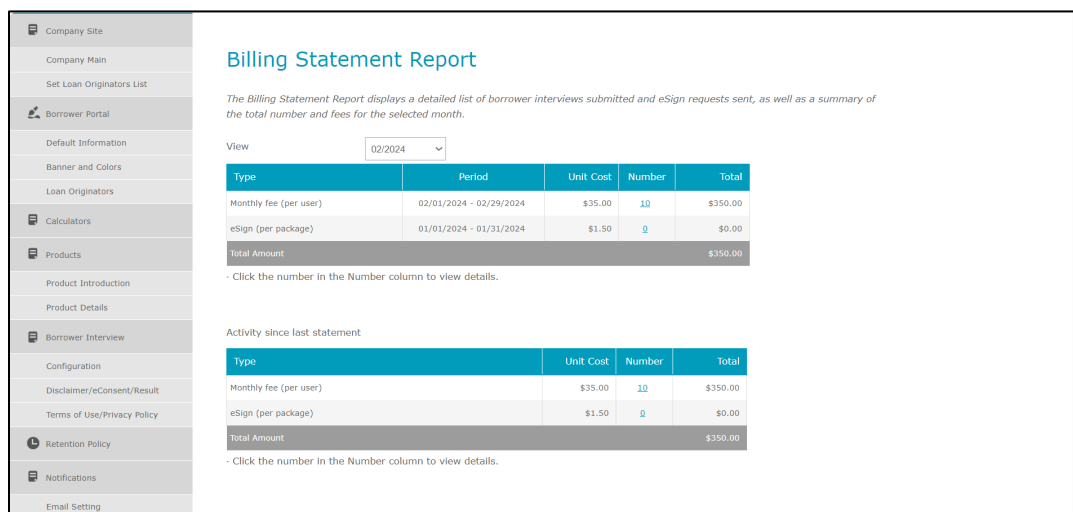 Company Site
Company Main
Set Loan Originators List
Borrower Portal
Default Information
Banner and Colors
Loan Originators
Calculators
Products
Product Introduction
Product Details
Borrower Interview
Configuration
Disclaimer/eConsent/Result
Terms of Use/Privacy Policy
Retention Policy
Notifications
Email Setting
Billing Statement Report
The Billing Statement Report displays a detailed list of borrower interviews submitted and eSign requests sent, as well as a summary of
the total number and fees for the selected month.
View 02/2024
Type Period Unit Cost Number Total
Monthly fee (per user) 02/01/2024 - 02/29/2024 $35.00 10 $350.00
eSign (per package) 01/01/2024 - 01/31/2024 $1.50 0 $0.00
Total Amount $350.00
- Click the number in the Number column to view details.
Activity since last statement
Type Unit Cost Number Total
Monthly fee (per user) $35.00 10 $350.00
eSign (per package) $1.50 0 $0.00
Total Amount $350.00
- Click the number in the Number column to view details.